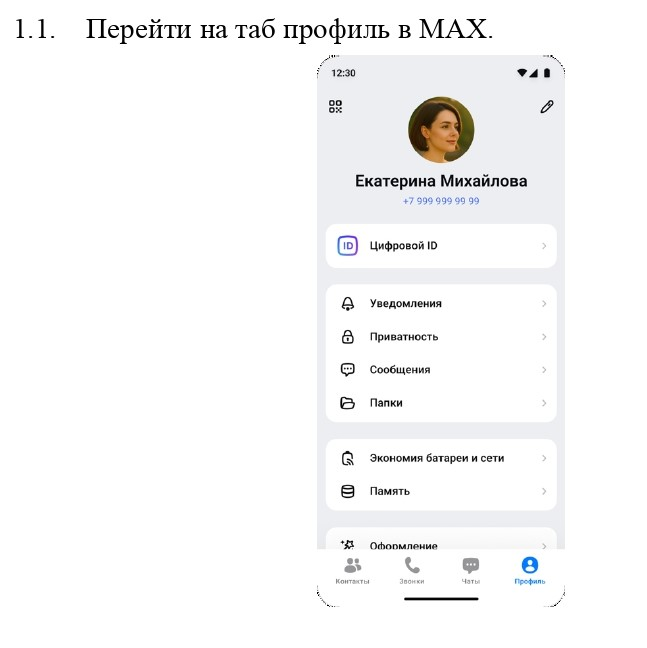 1.1. Перейти на таб профиль в MAX.
12:30
Екатерина Михайлова
+7 999 999 99 99
ID Цифровой ID
Уведомления
Приватность
Сообщения
Папки
Экономия батареи и сети
Память
Оформление
Контакты Звонки Чаты Профиль